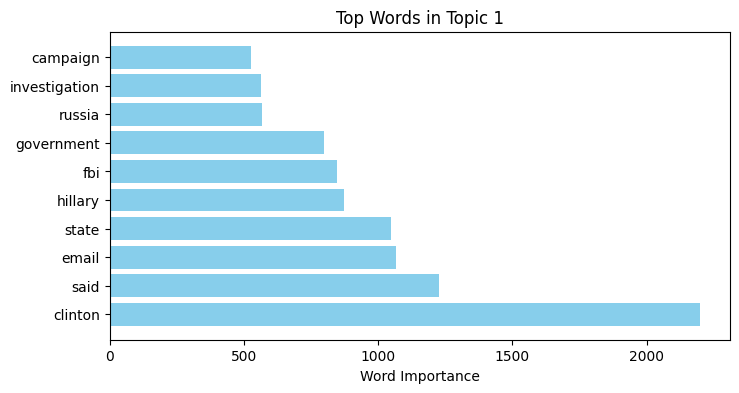 Top Words in Topic 1
campaign
investigation
russia
government
fbi
hillary
state
email
said
clinton
0 500 1000 1500 2000
Word Importance